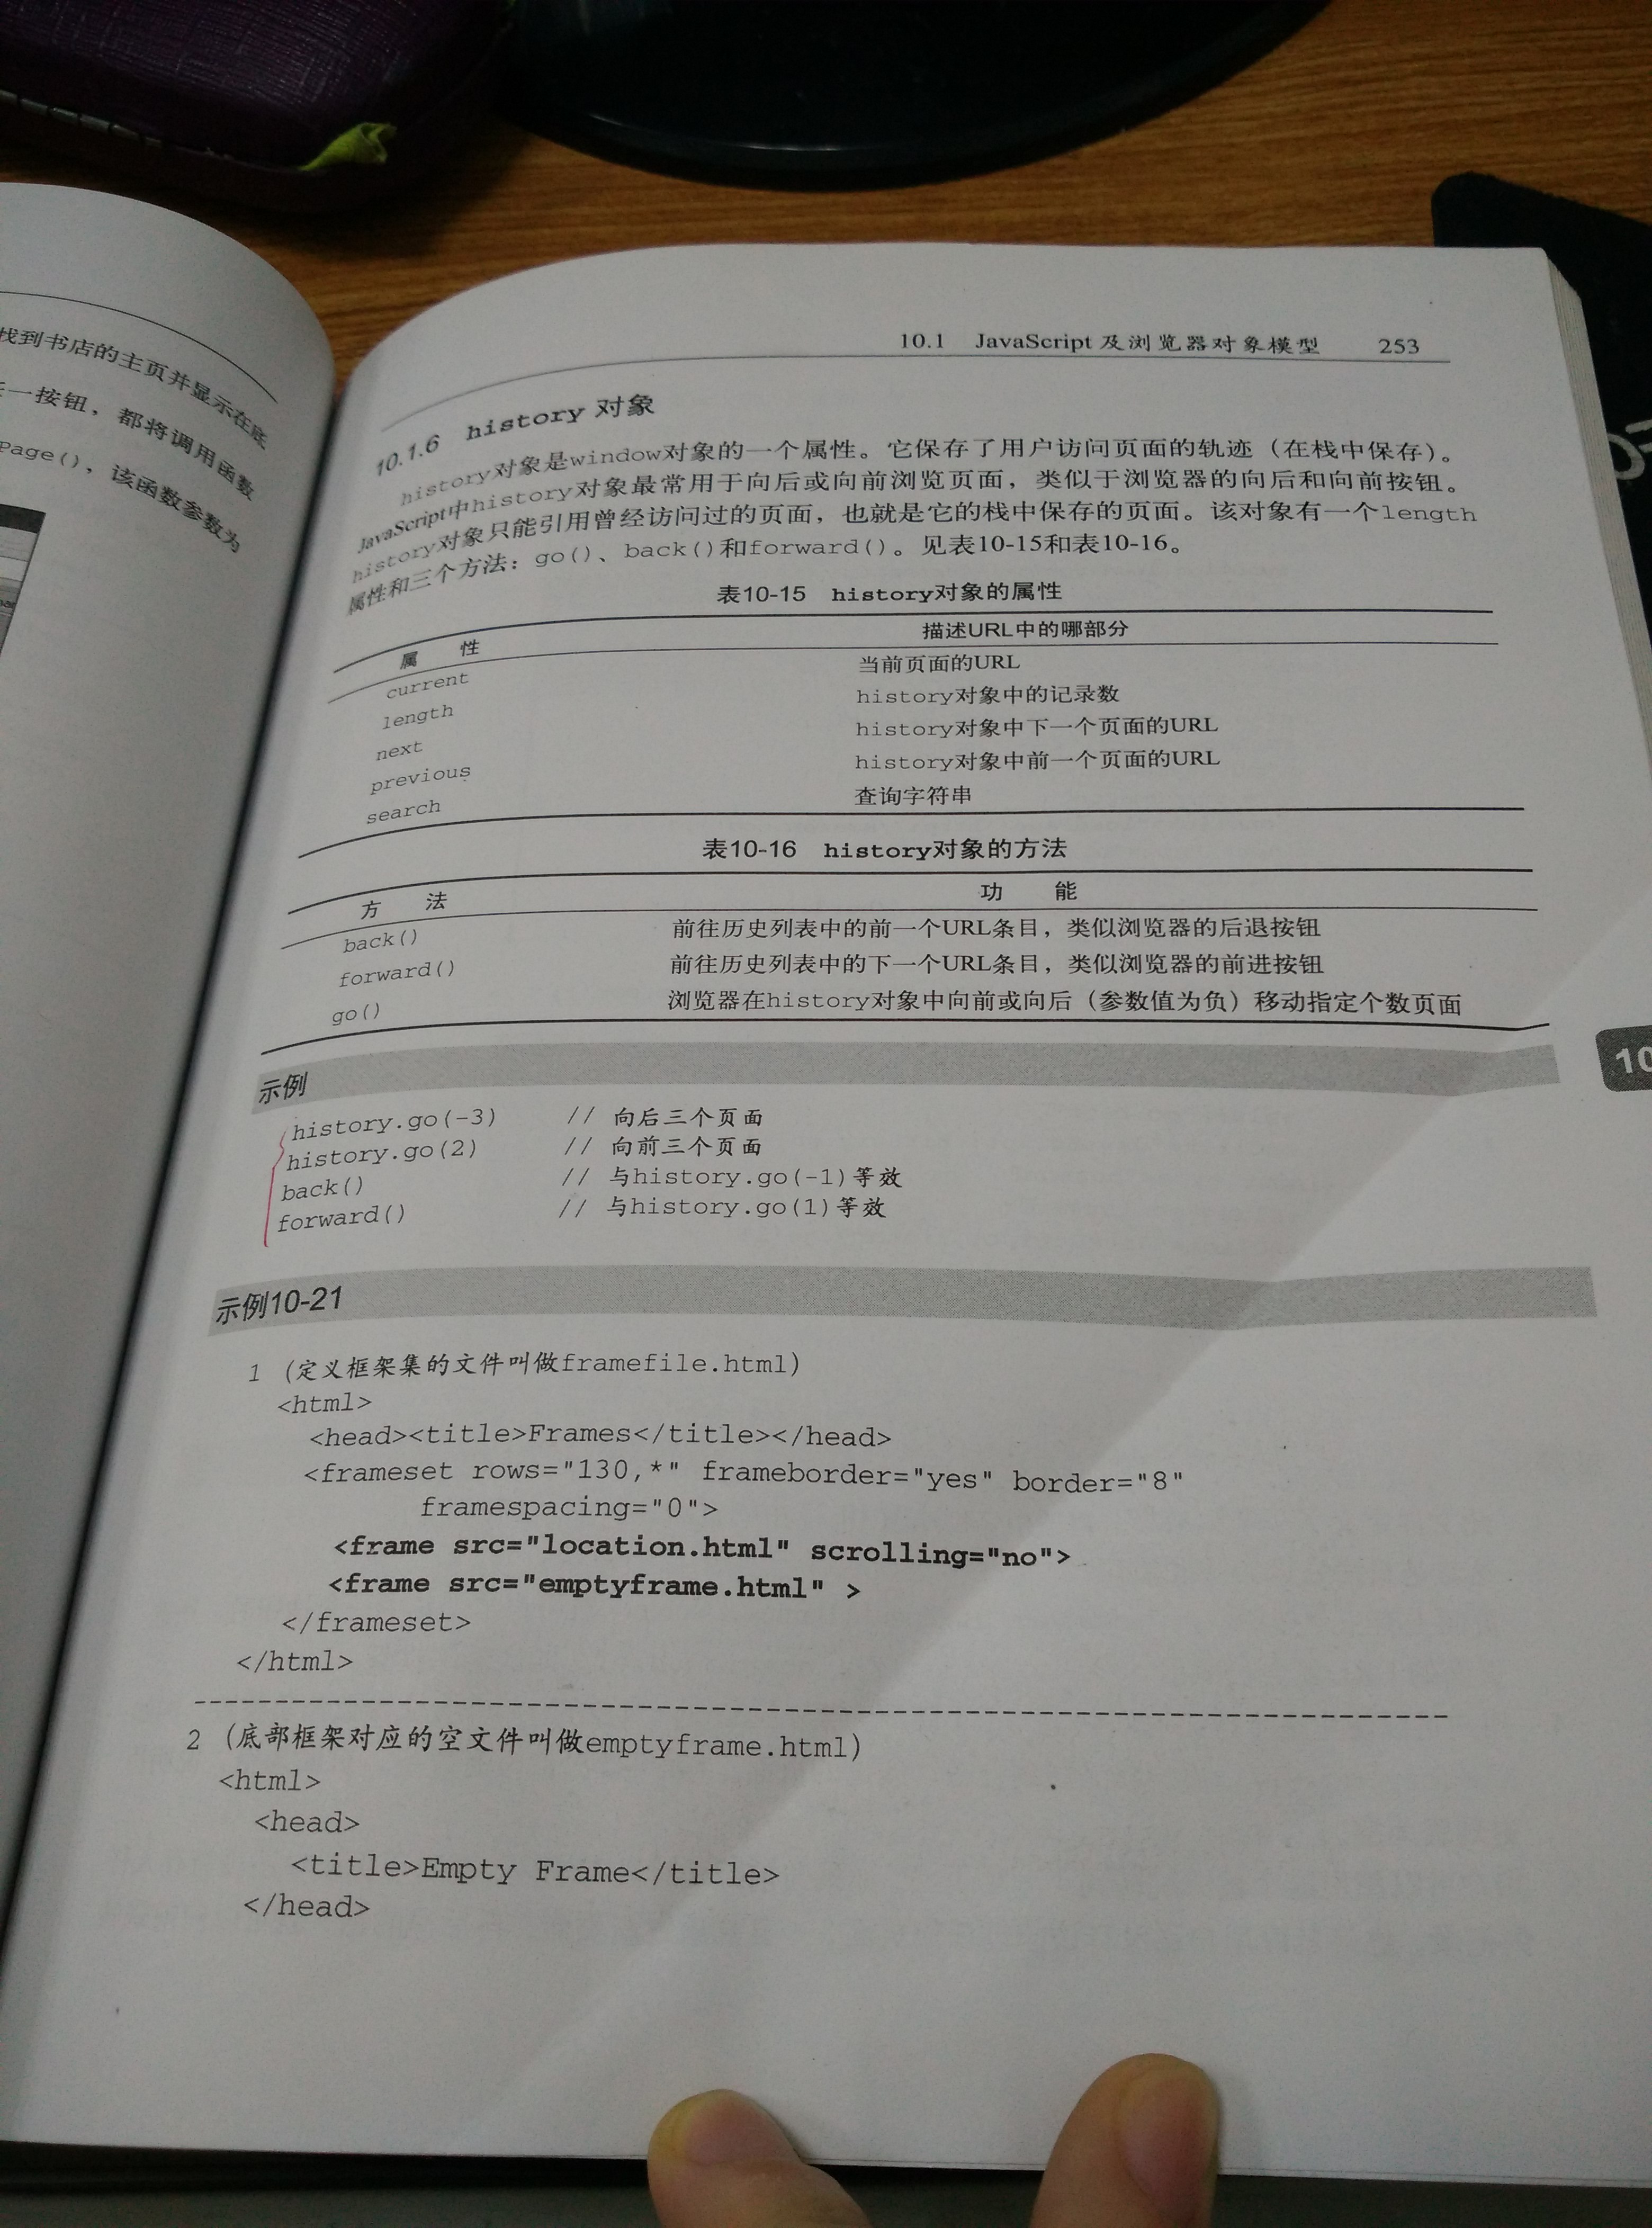 找到书店的主页并显示在底
一按钮，都将调用函数
Page()，该函数参数为
10.1 JavaScript 及浏览器对象模型 253
10.1.6 history 对象
history对象是window对象的一个属性。它保存了用户访问页面的轨迹（在栈中保存）。
JavaScript中history对象最常用于向后或向前浏览页面，类似于浏览器的向后和向前按钮。
history对象只能引用曾经访问过的页面，也就是它的栈中保存的页面。该对象有一个length
属性和三个方法：go()、back()和forward()。见表10-15和表10-16。
表10-15 history对象的属性
属 性 描述URL中的哪部分
current 当前页面的URL
length history对象中的记录数
next history对象中下一个页面的URL
previous history对象中前一个页面的URL
search 查询字符串
表10-16 history对象的方法
方 法 功 能
back() 前往历史列表中的前一个URL条目，类似浏览器的后退按钮
forward() 前往历史列表中的下一个URL条目，类似浏览器的前进按钮
go() 浏览器在history对象中向前或向后（参数值为负）移动指定个数页面
10
示例
history.go(-3) // 向后三个页面
history.go(2) // 向前三个页面
back() // 与history.go(-1)等效
forward() // 与history.go(1)等效
示例10-21
1 (定义框架集的文件叫做framefile.html)
<html>
<head><title>Frames</title></head>
<frameset rows="130,*" frameborder="yes" border="8"
framespacing="0">
<frame src="location.html" scrolling="no">
<frame src="emptyframe.html" >
</frameset>
</html>
2 (底部框架对应的空文件叫做emptyframe.html)
<html>
<head>
<title>Empty Frame</title>
</head>